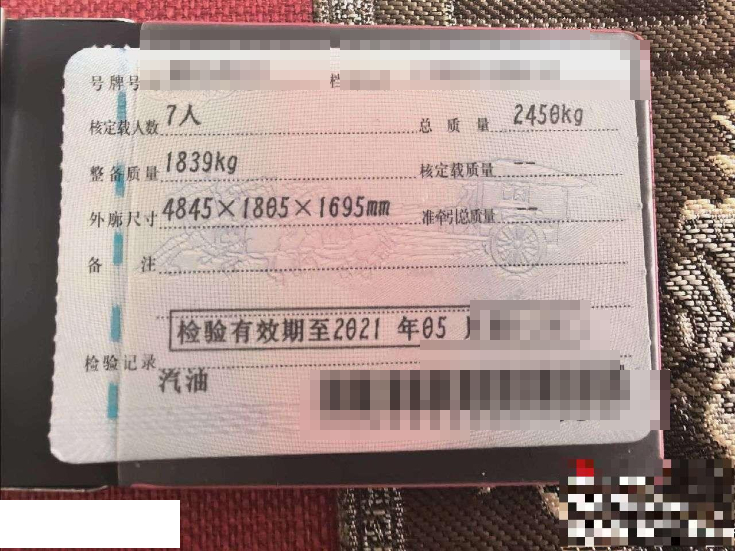 号牌号 档
核定载人数 7人 总质量 2450kg
整备质量 1839kg 核定载质量 --
外廓尺寸 4845×1805×1695mm 准牵引总质量 --
备注
检验有效期至2021 年05
检验记录
汽油